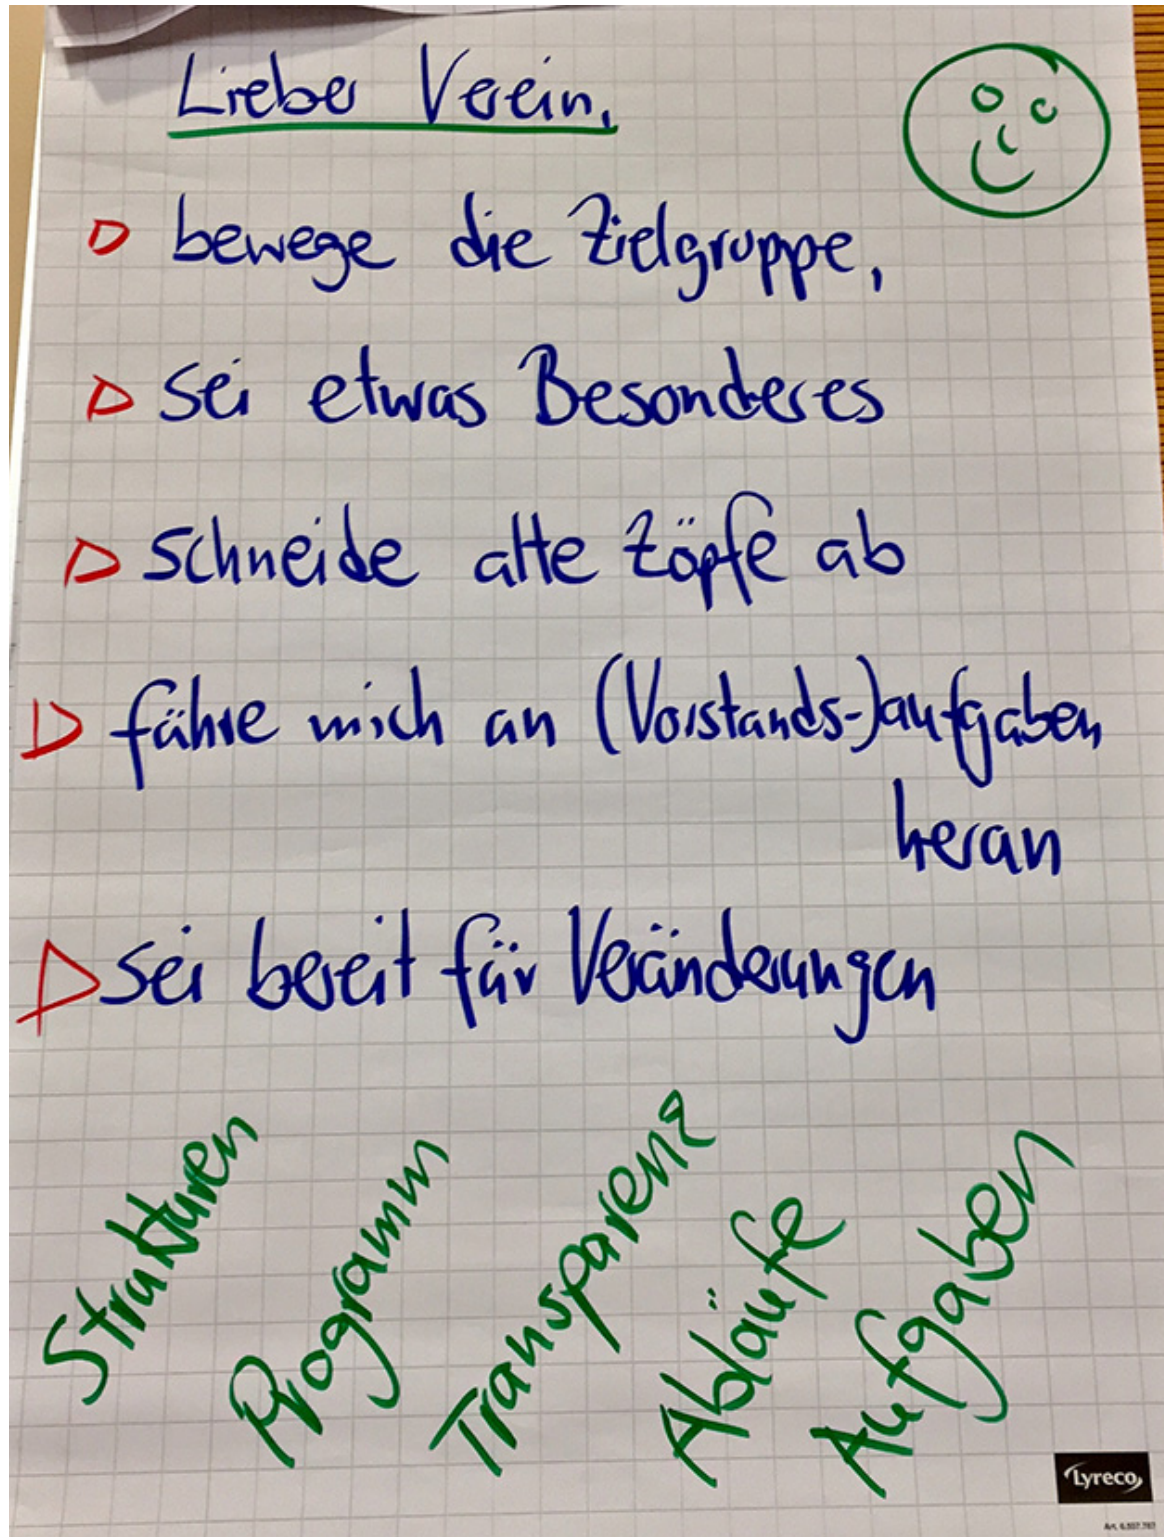 Lieber Verein,
bewege die Zielgruppe,
sei etwas Besonderes
schneide alte Zöpfe ab
führe mich an (Vorstands-)aufgaben
heran
sei bereit für Veränderungen
Strukturen
Programm
Transparenz
Abläufe
Aufgaben
Lyreco